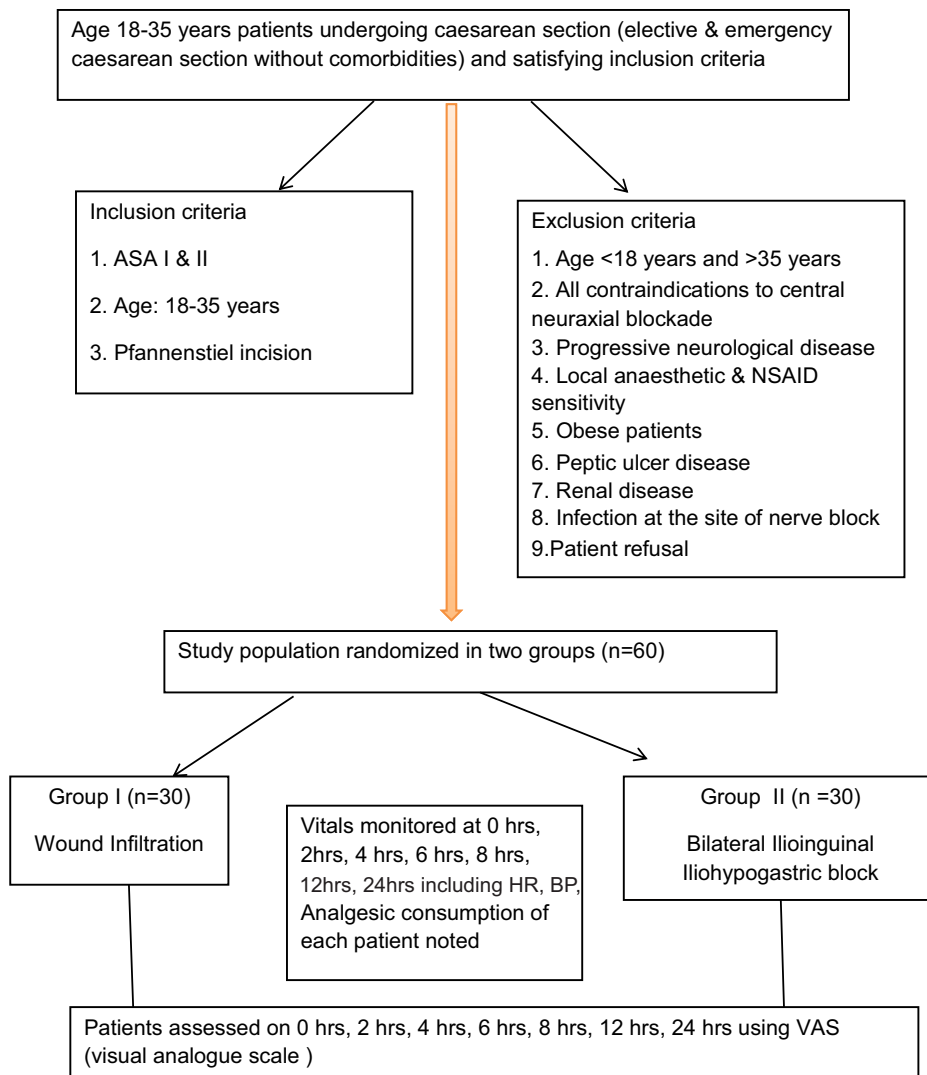 Age 18-35 years patients undergoing caesarean section (elective & emergency
caesarean section without comorbidities) and satisfying inclusion criteria
Inclusion criteria
1. ASA I & II
2. Age: 18-35 years
3. Pfannenstiel incision
Exclusion criteria
1. Age <18 years and >35 years
2. All contraindications to central
neuraxial blockade
3. Progressive neurological disease
4. Local anaesthetic & NSAID
sensitivity
5. Obese patients
6. Peptic ulcer disease
7. Renal disease
8. Infection at the site of nerve block
9.Patient refusal
Study population randomized in two groups (n=60)
Group I (n=30)
Wound Infiltration
Vitals monitored at 0 hrs,
2hrs, 4 hrs, 6 hrs, 8 hrs,
12hrs, 24hrs including HR, BP,
Analgesic consumption of
each patient noted
Group II (n =30)
Bilateral Ilioinguinal
Iliohypogastric block
Patients assessed on 0 hrs, 2 hrs, 4 hrs, 6 hrs, 8 hrs, 12 hrs, 24 hrs using VAS
(visual analogue scale )